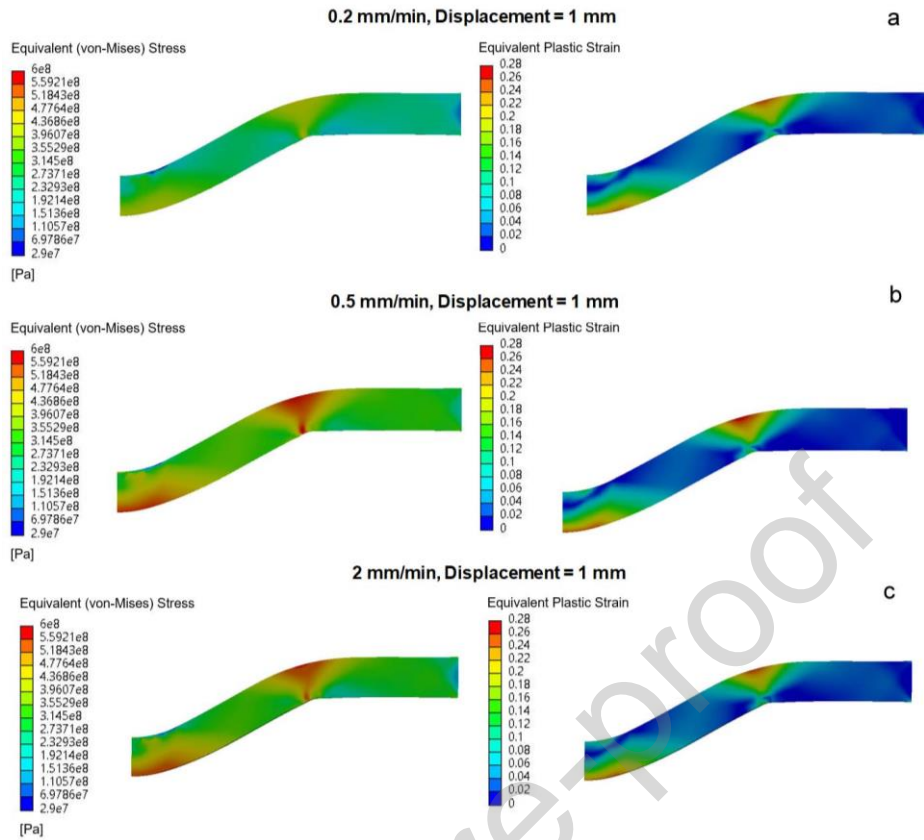 0.2 mm/min, Displacement = 1 mm
a
Equivalent (von-Mises) Stress
6e8
5.5921e8
5.1843e8
4.7764e8
4.3686e8
3.9607e8
3.5529e8
3.145e8
2.7371e8
2.3293e8
1.9214e8
1.5136e8
1.1057e8
6.9786e7
2.9e7
[Pa]
Equivalent Plastic Strain
0.28
0.26
0.24
0.22
0.2
0.18
0.16
0.14
0.12
0.1
0.08
0.06
0.04
0.02
0
0.5 mm/min, Displacement = 1 mm
b
Equivalent (von-Mises) Stress
6e8
5.5921e8
5.1843e8
4.7764e8
4.3686e8
3.9607e8
3.5529e8
3.145e8
2.7371e8
2.3293e8
1.9214e8
1.5136e8
1.1057e8
6.9786e7
2.9e7
[Pa]
Equivalent Plastic Strain
0.28
0.26
0.24
0.22
0.2
0.18
0.16
0.14
0.12
0.1
0.08
0.06
0.04
0.02
0
2 mm/min, Displacement = 1 mm
c
Equivalent (von-Mises) Stress
6e8
5.5921e8
5.1843e8
4.7764e8
4.3686e8
3.9607e8
3.5529e8
3.145e8
2.7371e8
2.3293e8
1.9214e8
1.5136e8
1.1057e8
6.9786e7
2.9e7
[Pa]
Equivalent Plastic Strain
0.28
0.26
0.24
0.22
0.2
0.18
0.16
0.14
0.12
0.1
0.08
0.06
0.04
0.02
0
re-proof